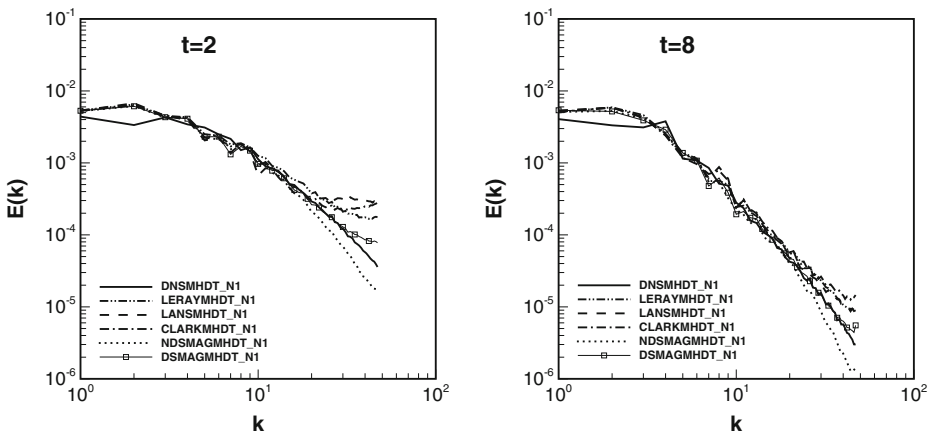 t=2
10⁻¹
10⁻²
10⁻³
10⁻⁴
10⁻⁵
10⁻⁶
E(k)
DNSMHDT_N1
LERAYMHDT_N1
LANSMHDT_N1
CLARKMHDT_N1
NDSMAGMHDT_N1
DSMAGMHDT_N1
10⁰ 10¹ 10²
k
t=8
10⁻¹
10⁻²
10⁻³
10⁻⁴
10⁻⁵
10⁻⁶
E(k)
DNSMHDT_N1
LERAYMHDT_N1
LANSMHDT_N1
CLARKMHDT_N1
NDSMAGMHDT_N1
DSMAGMHDT_N1
10⁰ 10¹ 10²
k